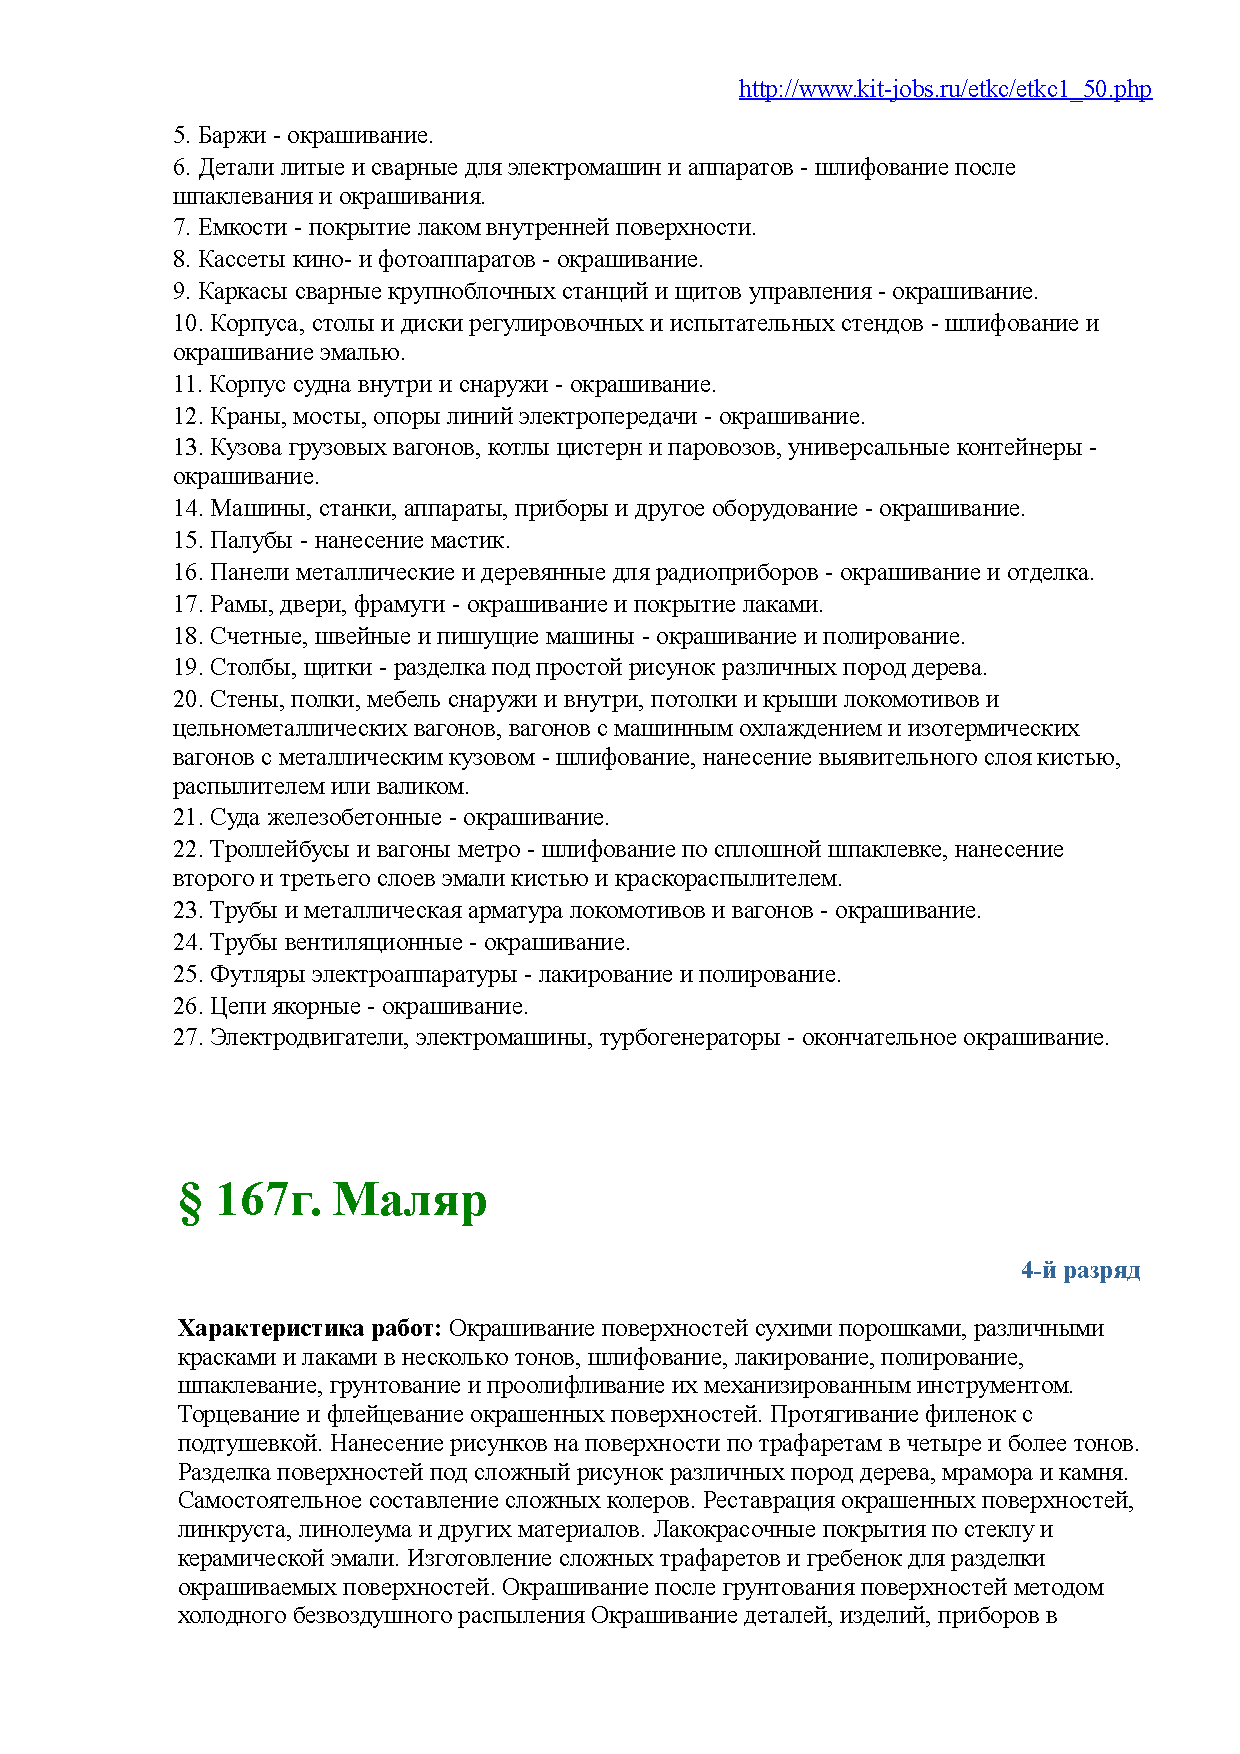 http://www.kit-jobs.ru/etkc/etkc1_50.php
5. Баржи - окрашивание.
6. Детали литые и сварные для электромашин и аппаратов - шлифование после
шпаклевания и окрашивания.
7. Емкости - покрытие лаком внутренней поверхности.
8. Кассеты кино- и фотоаппаратов - окрашивание.
9. Каркасы сварные крупноблочных станций и щитов управления - окрашивание.
10. Корпуса, столы и диски регулировочных и испытательных стендов - шлифование и
окрашивание эмалью.
11. Корпус судна внутри и снаружи - окрашивание.
12. Краны, мосты, опоры линий электропередачи - окрашивание.
13. Кузова грузовых вагонов, котлы цистерн и паровозов, универсальные контейнеры -
окрашивание.
14. Машины, станки, аппараты, приборы и другое оборудование - окрашивание.
15. Палубы - нанесение мастик.
16. Панели металлические и деревянные для радиоприборов - окрашивание и отделка.
17. Рамы, двери, фрамуги - окрашивание и покрытие лаками.
18. Счетные, швейные и пишущие машины - окрашивание и полирование.
19. Столбы, щитки - разделка под простой рисунок различных пород дерева.
20. Стены, полки, мебель снаружи и внутри, потолки и крыши локомотивов и
цельнометаллических вагонов, вагонов с машинным охлаждением и изотермических
вагонов с металлическим кузовом - шлифование, нанесение выявительного слоя кистью,
распылителем или валиком.
21. Суда железобетонные - окрашивание.
22. Троллейбусы и вагоны метро - шлифование по сплошной шпаклевке, нанесение
второго и третьего слоев эмали кистью и краскораспылителем.
23. Трубы и металлическая арматура локомотивов и вагонов - окрашивание.
24. Трубы вентиляционные - окрашивание.
25. Футляры электроаппаратуры - лакирование и полирование.
26. Цепи якорные - окрашивание.
27. Электродвигатели, электромашины, турбогенераторы - окончательное окрашивание.
§ 167г. Маляр
4-й разряд
Характеристика работ: Окрашивание поверхностей сухими порошками, различными
красками и лаками в несколько тонов, шлифование, лакирование, полирование,
шпаклевание, грунтование и проолифливание их механизированным инструментом.
Торцевание и флейцевание окрашенных поверхностей. Протягивание филенок с
подтушевкой. Нанесение рисунков на поверхности по трафаретам в четыре и более тонов.
Разделка поверхностей под сложный рисунок различных пород дерева, мрамора и камня.
Самостоятельное составление сложных колеров. Реставрация окрашенных поверхностей,
линкруста, линолеума и других материалов. Лакокрасочные покрытия по стеклу и
керамической эмали. Изготовление сложных трафаретов и гребенок для разделки
окрашиваемых поверхностей. Окрашивание после грунтования поверхностей методом
холодного безвоздушного распыления Окрашивание деталей, изделий, приборов в